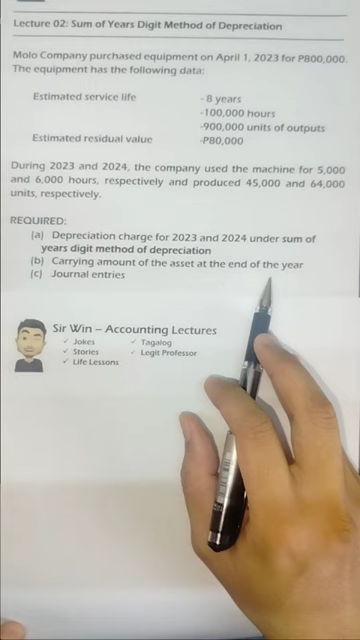 Lecture 02: Sum of Years Digit Method of Depreciation
Molo Company purchased equipment on April 1, 2023 for P800,000.
The equipment has the following data:
Estimated service life - 8 years
-100,000 hours
-900,000 units of outputs
Estimated residual value -P80,000
During 2023 and 2024, the company used the machine for 5,000
and 6,000 hours, respectively and produced 45,000 and 64,000
units, respectively.
REQUIRED:
(a) Depreciation charge for 2023 and 2024 under sum of
years digit method of depreciation
(b) Carrying amount of the asset at the end of the year
(c) Journal entries
Sir Win – Accounting Lectures
✓ Jokes ✓ Tagalog
✓ Stories ✓ Legit Professor
✓ Life Lessons